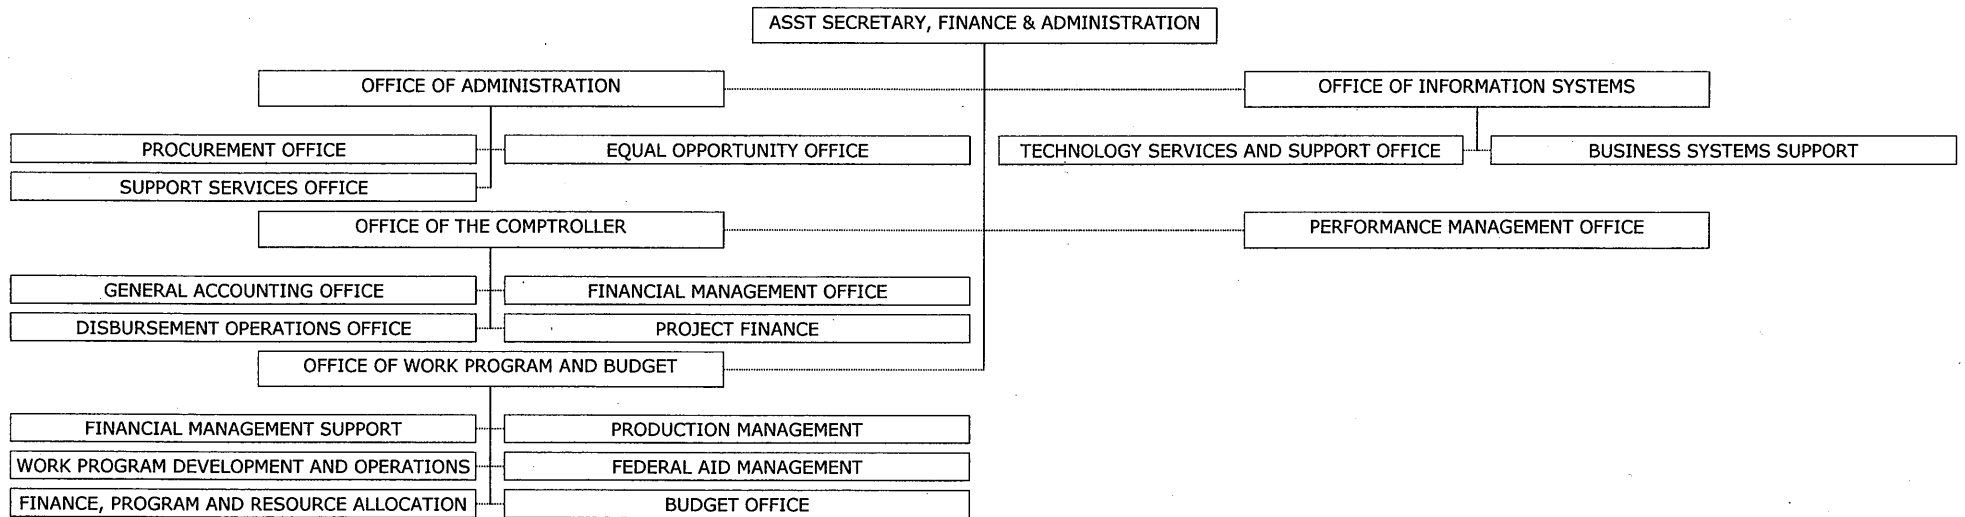 ASST SECRETARY, FINANCE & ADMINISTRATION
OFFICE OF ADMINISTRATION
OFFICE OF INFORMATION SYSTEMS
PROCUREMENT OFFICE
EQUAL OPPORTUNITY OFFICE
TECHNOLOGY SERVICES AND SUPPORT OFFICE
BUSINESS SYSTEMS SUPPORT
SUPPORT SERVICES OFFICE
OFFICE OF THE COMPTROLLER
PERFORMANCE MANAGEMENT OFFICE
GENERAL ACCOUNTING OFFICE
FINANCIAL MANAGEMENT OFFICE
DISBURSEMENT OPERATIONS OFFICE
PROJECT FINANCE
OFFICE OF WORK PROGRAM AND BUDGET
FINANCIAL MANAGEMENT SUPPORT
PRODUCTION MANAGEMENT
WORK PROGRAM DEVELOPMENT AND OPERATIONS
FEDERAL AID MANAGEMENT
FINANCE, PROGRAM AND RESOURCE ALLOCATION
BUDGET OFFICE